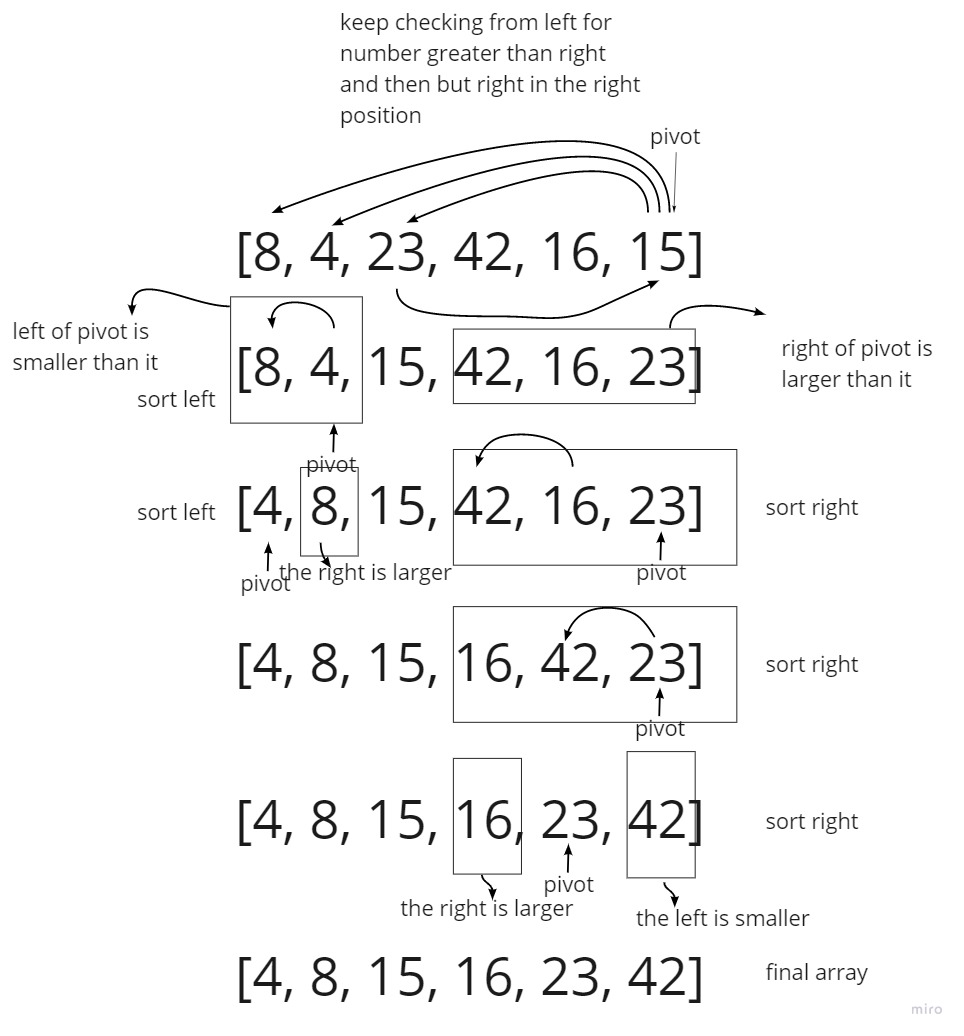 keep checking from left for
number greater than right
and then but right in the right
position
pivot
[8, 4, 23, 42, 16, 15]
left of pivot is
smaller than it
right of pivot is
larger than it
[8, 4, 15, 42, 16, 23]
sort left
pivot
sort left
[4, 8, 15, 42, 16, 23]
sort right
pivot
the right is larger
pivot
[4, 8, 15, 16, 42, 23]
sort right
pivot
[4, 8, 15, 16, 23, 42]
sort right
pivot
the right is larger
the left is smaller
[4, 8, 15, 16, 23, 42]
final array
miro